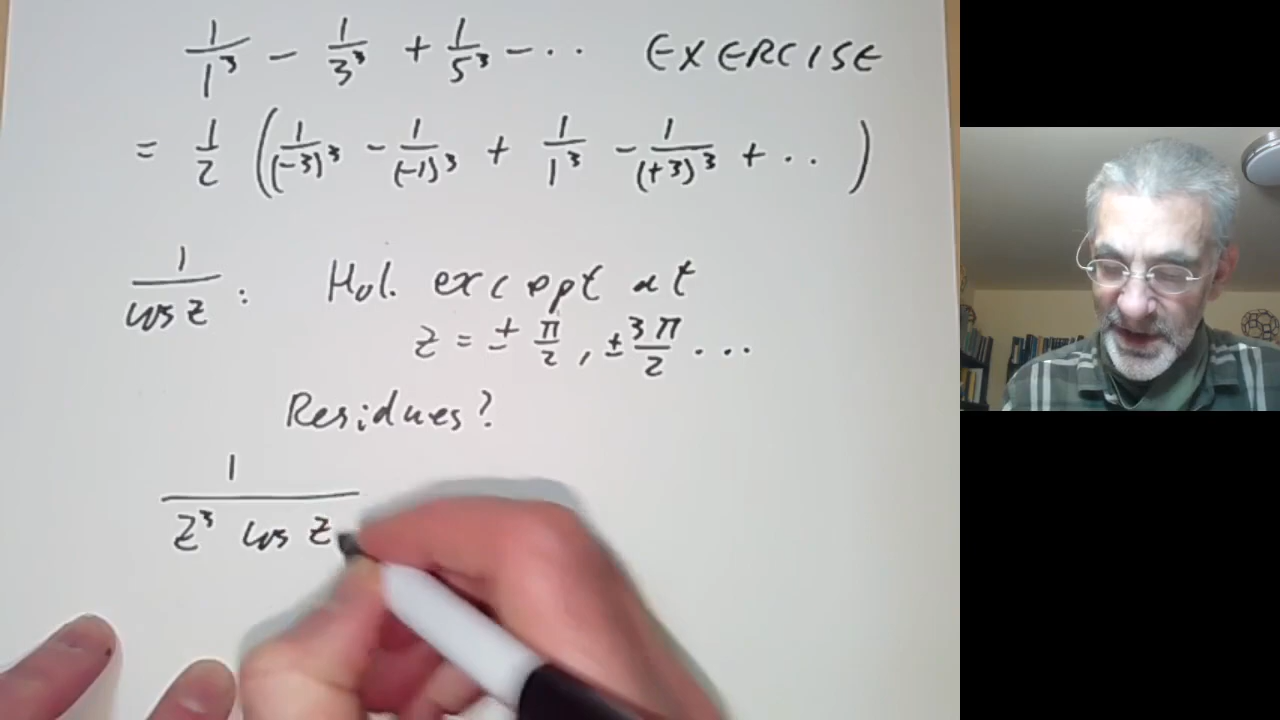 1/1³ - 1/3³ + 1/5³ - ·· EXERCISE
= 1/2 ( 1/(-3)³ - 1/(-1)³ + 1/1³ - 1/(+3)³ + ·· )
1/cos z : Hol. except at
z = ± π/2 , ± 3π/2 ···
Residues?
1/(z³ cos z